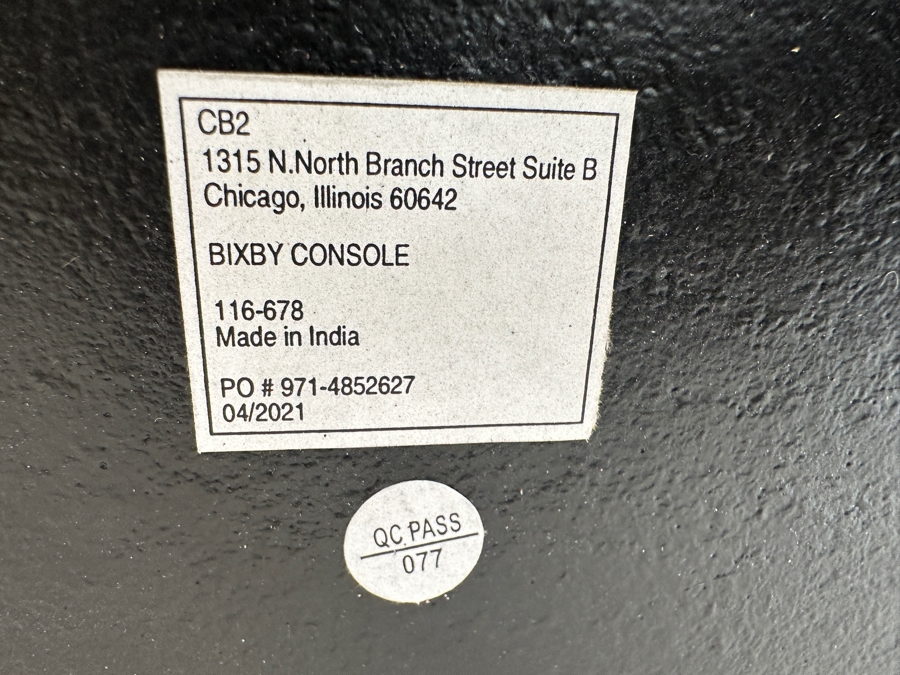 CB2
1315 N.North Branch Street Suite B
Chicago, Illinois 60642
BIXBY CONSOLE
116-678
Made in India
PO # 971-4852627
04/2021
QC PASS
077